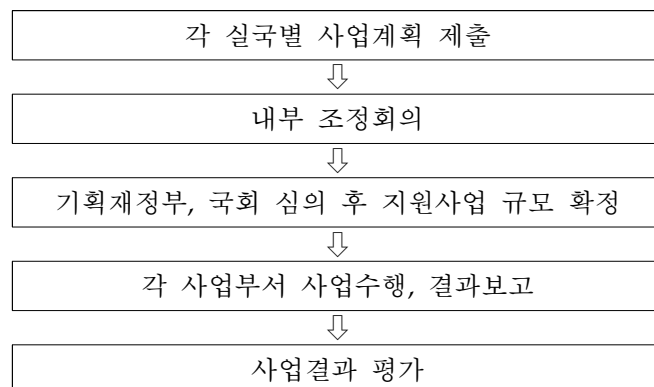 각 실국별 사업계획 제출
⇩
내부 조정회의
⇩
기획재정부, 국회 심의 후 지원사업 규모 확정
⇩
각 사업부서 사업수행, 결과보고
⇩
사업결과 평가